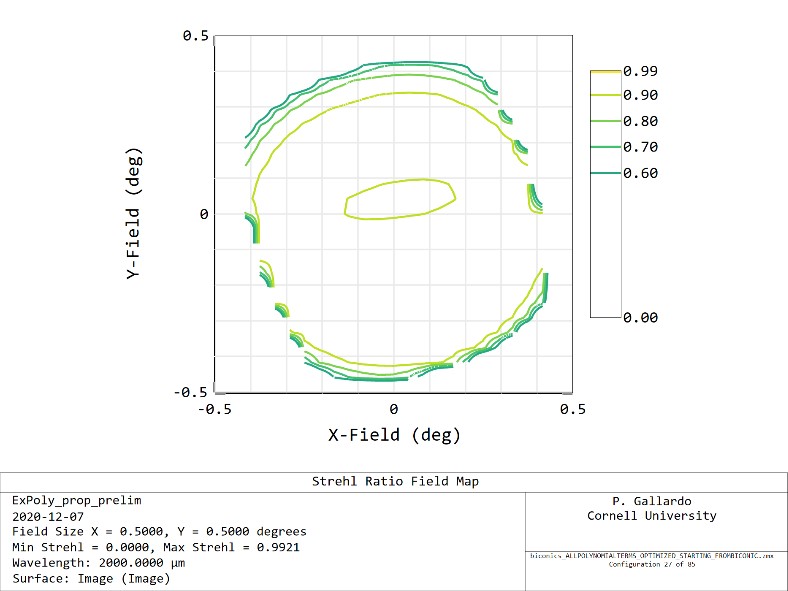 0.5
0
-0.5
Y-Field (deg)
-0.5
0
0.5
X-Field (deg)
0.99
0.90
0.80
0.70
0.60
0.00
Strehl Ratio Field Map
ExPoly_prop_prelim
2020-12-07
Field Size X = 0.5000, Y = 0.5000 degrees
Min Strehl = 0.0000, Max Strehl = 0.9921
Wavelength: 2000.0000 µm
Surface: Image (Image)
P. Gallardo
Cornell University
biconics_ALLPOLYNOMIALTERMS_OPTIMIZED_STARTING_FROMBICONIC.zmx
Configuration 27 of 85